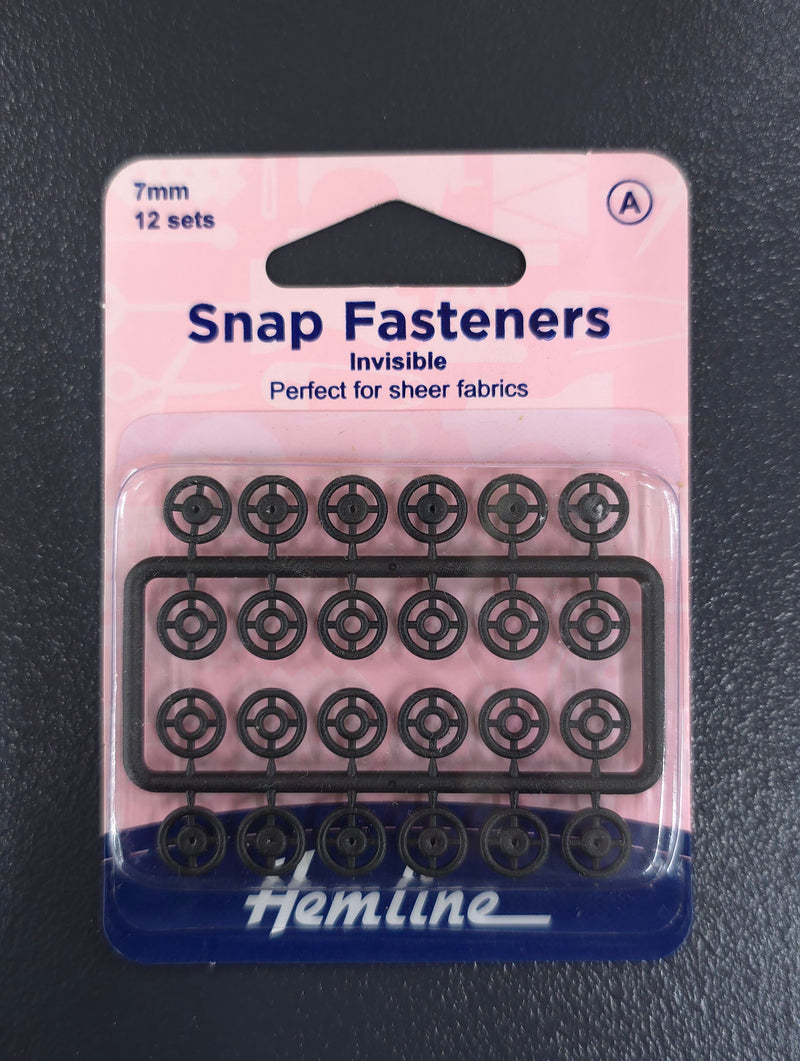 7mm
12 sets
A
Snap Fasteners
Invisible
Perfect for sheer fabrics
Hemline